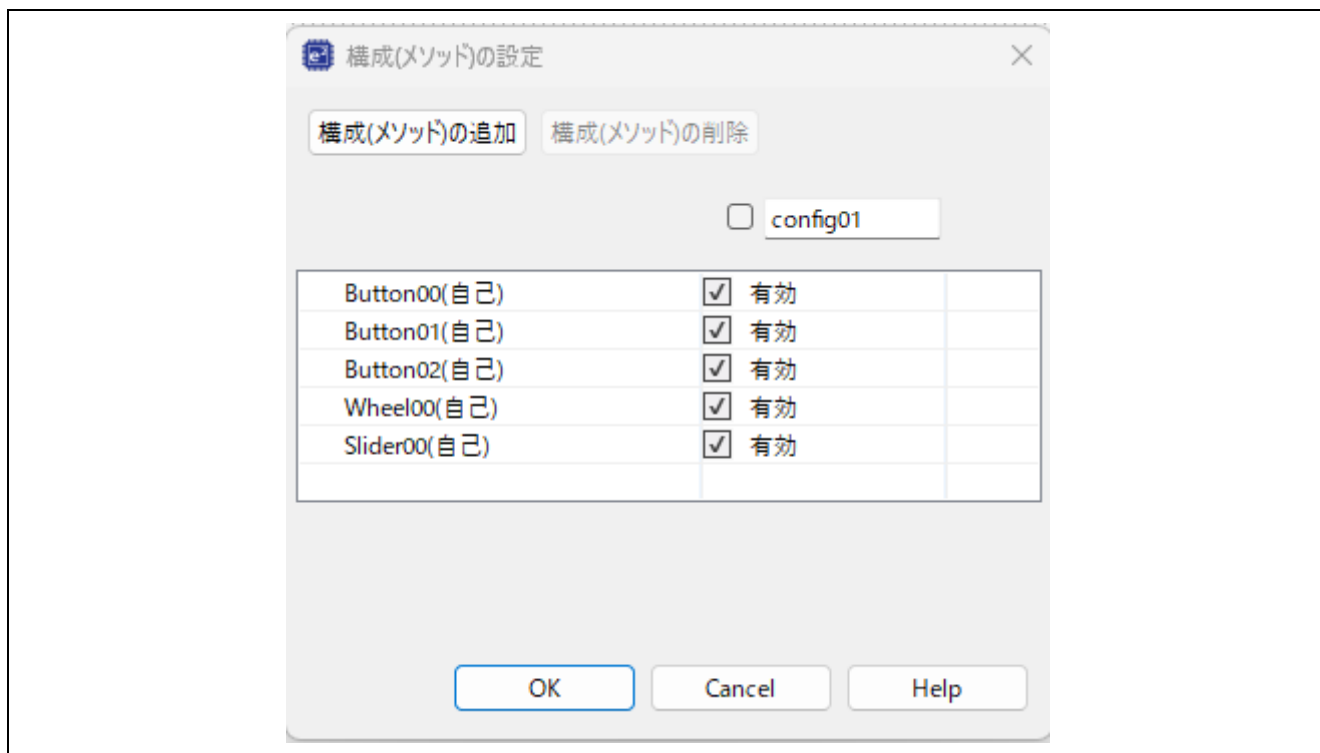 構成(メソッド)の設定
構成(メソッド)の追加 構成(メソッド)の削除
config01
Button00(自己) 有効
Button01(自己) 有効
Button02(自己) 有効
Wheel00(自己) 有効
Slider00(自己) 有効
OK Cancel Help